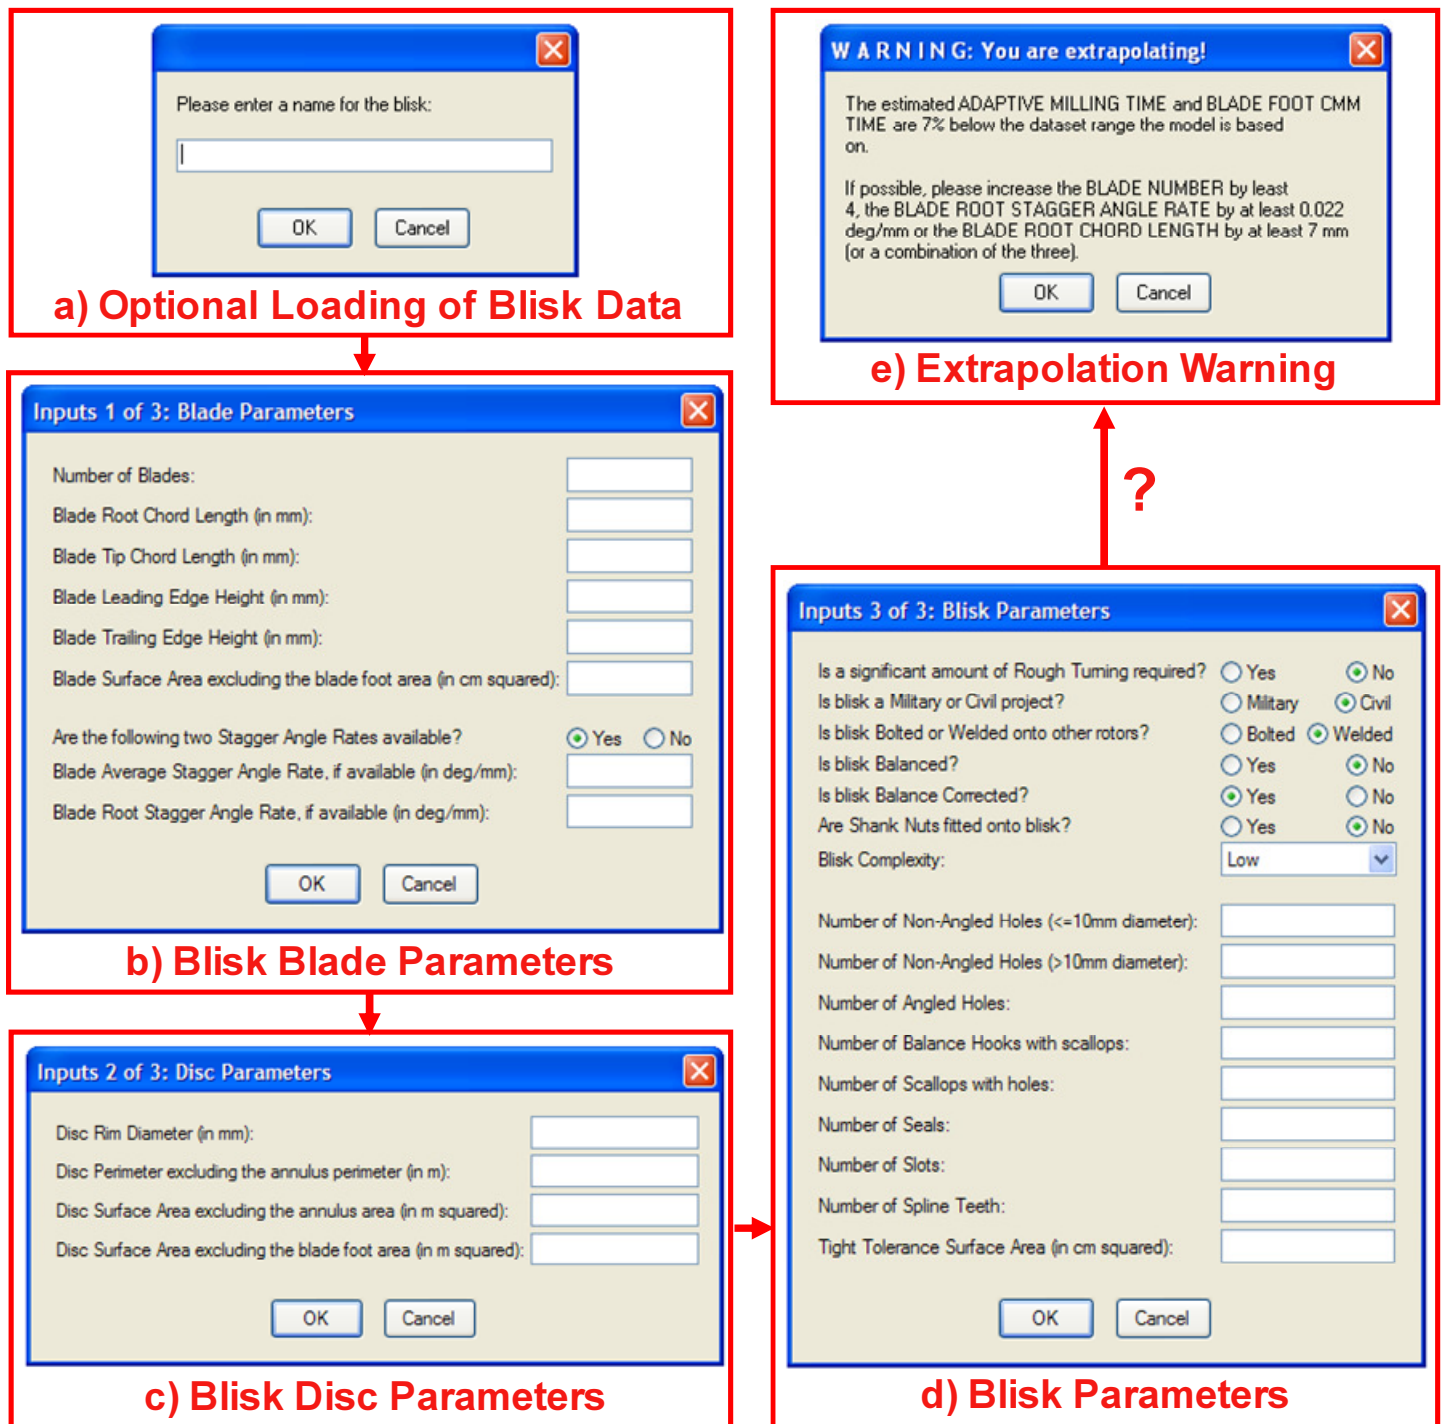 Please enter a name for the blisk:
OK Cancel
a) Optional Loading of Blisk Data
Inputs 1 of 3: Blade Parameters
Number of Blades:
Blade Root Chord Length (in mm):
Blade Tip Chord Length (in mm):
Blade Leading Edge Height (in mm):
Blade Trailing Edge Height (in mm):
Blade Surface Area excluding the blade foot area (in cm squared):
Are the following two Stagger Angle Rates available? Yes No
Blade Average Stagger Angle Rate, if available (in deg/mm):
Blade Root Stagger Angle Rate, if available (in deg/mm):
OK Cancel
b) Blisk Blade Parameters
Inputs 2 of 3: Disc Parameters
Disc Rim Diameter (in mm):
Disc Perimeter excluding the annulus perimeter (in m):
Disc Surface Area excluding the annulus area (in m squared):
Disc Surface Area excluding the blade foot area (in m squared):
OK Cancel
c) Blisk Disc Parameters
Inputs 3 of 3: Blisk Parameters
Is a significant amount of Rough Turning required? Yes No
Is blisk a Military or Civil project? Military Civil
Is blisk Bolted or Welded onto other rotors? Bolted Welded
Is blisk Balanced? Yes No
Is blisk Balance Corrected? Yes No
Are Shank Nuts fitted onto blisk? Yes No
Blisk Complexity: Low
Number of Non-Angled Holes (<=10mm diameter):
Number of Non-Angled Holes (>10mm diameter):
Number of Angled Holes:
Number of Balance Hooks with scallops:
Number of Scallops with holes:
Number of Seals:
Number of Slots:
Number of Spline Teeth:
Tight Tolerance Surface Area (in cm squared):
OK Cancel
d) Blisk Parameters
?
W A R N I N G: You are extrapolating!
The estimated ADAPTIVE MILLING TIME and BLADE FOOT CMM
TIME are 7% below the dataset range the model is based
on.
If possible, please increase the BLADE NUMBER by least
4, the BLADE ROOT STAGGER ANGLE RATE by at least 0.022
deg/mm or the BLADE ROOT CHORD LENGTH by at least 7 mm
(or a combination of the three).
OK Cancel
e) Extrapolation Warning